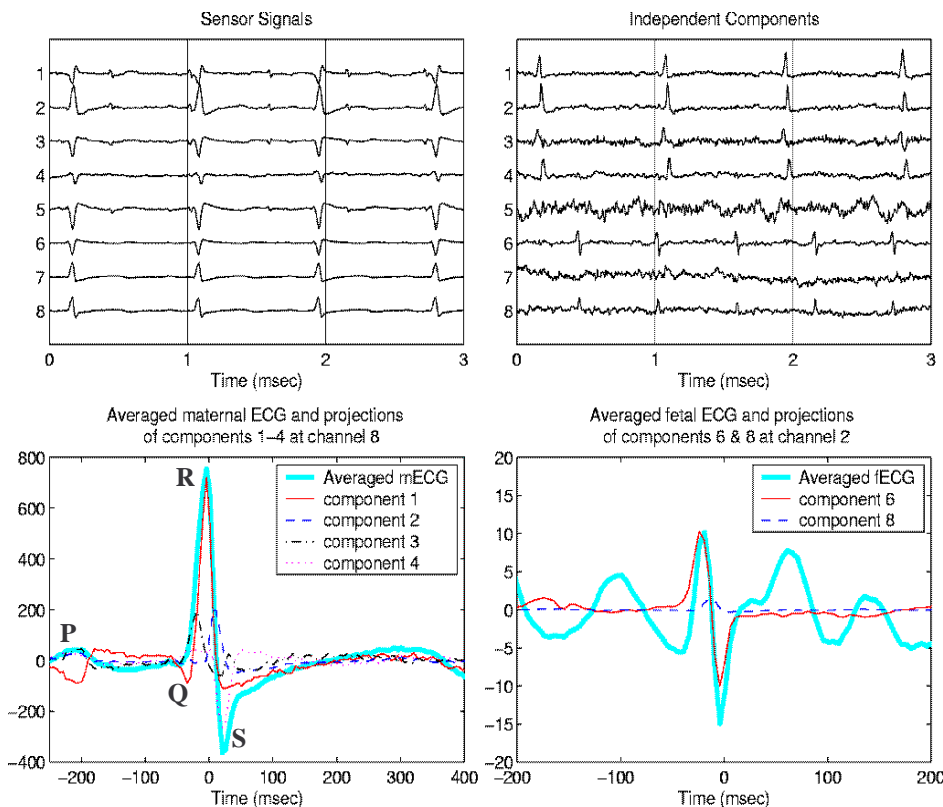 Sensor Signals
1
2
3
4
5
6
7
8
0 1 2 3
Time (msec)
Independent Components
1
2
3
4
5
6
7
8
0 1 2 3
Time (msec)
Averaged maternal ECG and projections
of components 1-4 at channel 8
800
600
400
200
0
-200
-400
R
P
Q
S
Averaged mECG
component 1
component 2
component 3
component 4
-200 -100 0 100 200 300 400
Time (msec)
Averaged fetal ECG and projections
of components 6 & 8 at channel 2
20
15
10
5
0
-5
-10
-15
-20
Averaged fECG
component 6
component 8
-200 -100 0 100 200
Time (msec)